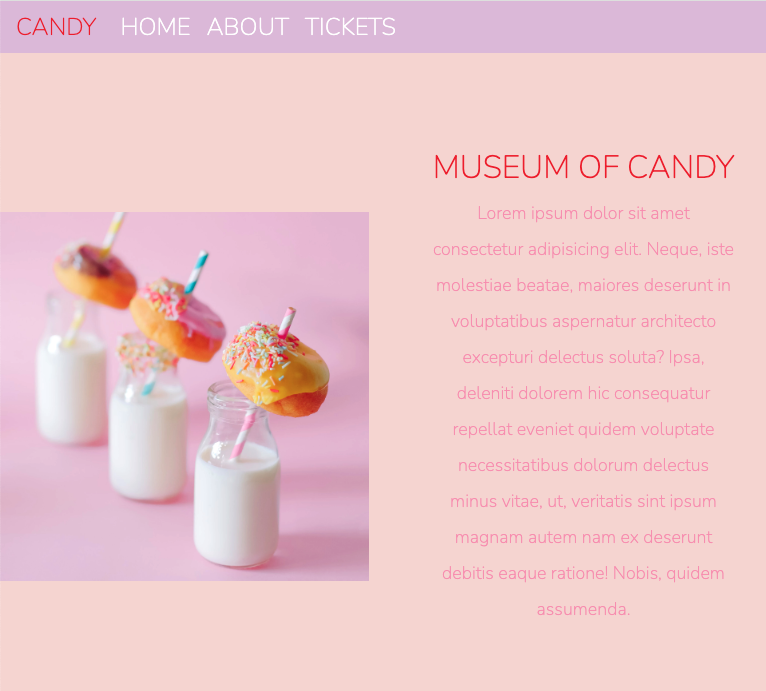 CANDY HOME ABOUT TICKETS
MUSEUM OF CANDY
Lorem ipsum dolor sit amet
consectetur adipisicing elit. Neque, iste
molestiae beatae, maiores deserunt in
voluptatibus aspernatur architecto
excepturi delectus soluta? Ipsa,
deleniti dolorem hic consequatur
repellat eveniet quidem voluptate
necessitatibus dolorum delectus
minus vitae, ut, veritatis sint ipsum
magnam autem nam ex deserunt
debitis eaque ratione! Nobis, quidem
assumenda.